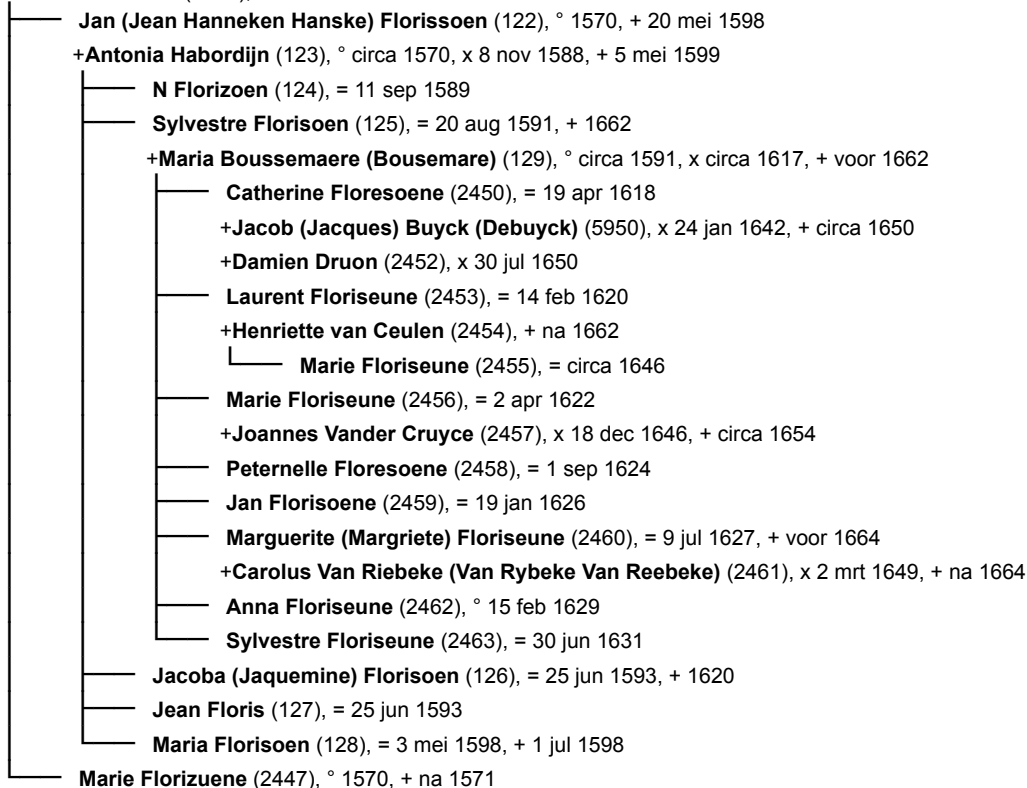 Jan (Jean Hanneken Hanske) Florissoen (122), ° 1570, + 20 mei 1598
+Antonia Habordijn (123), ° circa 1570, x 8 nov 1588, + 5 mei 1599
N Florizoen (124), = 11 sep 1589
Sylvestre Florisoen (125), = 20 aug 1591, + 1662
+Maria Boussemaere (Bousemare) (129), ° circa 1591, x circa 1617, + voor 1662
Catherine Floresoene (2450), = 19 apr 1618
+Jacob (Jacques) Buyck (Debuyck) (5950), x 24 jan 1642, + circa 1650
+Damien Druon (2452), x 30 jul 1650
Laurent Floriseune (2453), = 14 feb 1620
+Henriette van Ceulen (2454), + na 1662
Marie Floriseune (2455), = circa 1646
Marie Floriseune (2456), = 2 apr 1622
+Joannes Vander Cruyce (2457), x 18 dec 1646, + circa 1654
Peternelle Floresoene (2458), = 1 sep 1624
Jan Florisoene (2459), = 19 jan 1626
Marguerite (Margriete) Floriseune (2460), = 9 jul 1627, + voor 1664
+Carolus Van Riebeke (Van Rybeke Van Reebeke) (2461), x 2 mrt 1649, + na 1664
Anna Floriseune (2462), ° 15 feb 1629
Sylvestre Floriseune (2463), = 30 jun 1631
Jacoba (Jaquemine) Florisoen (126), = 25 jun 1593, + 1620
Jean Floris (127), = 25 jun 1593
Maria Florisoen (128), = 3 mei 1598, + 1 jul 1598
Marie Florizuene (2447), ° 1570, + na 1571